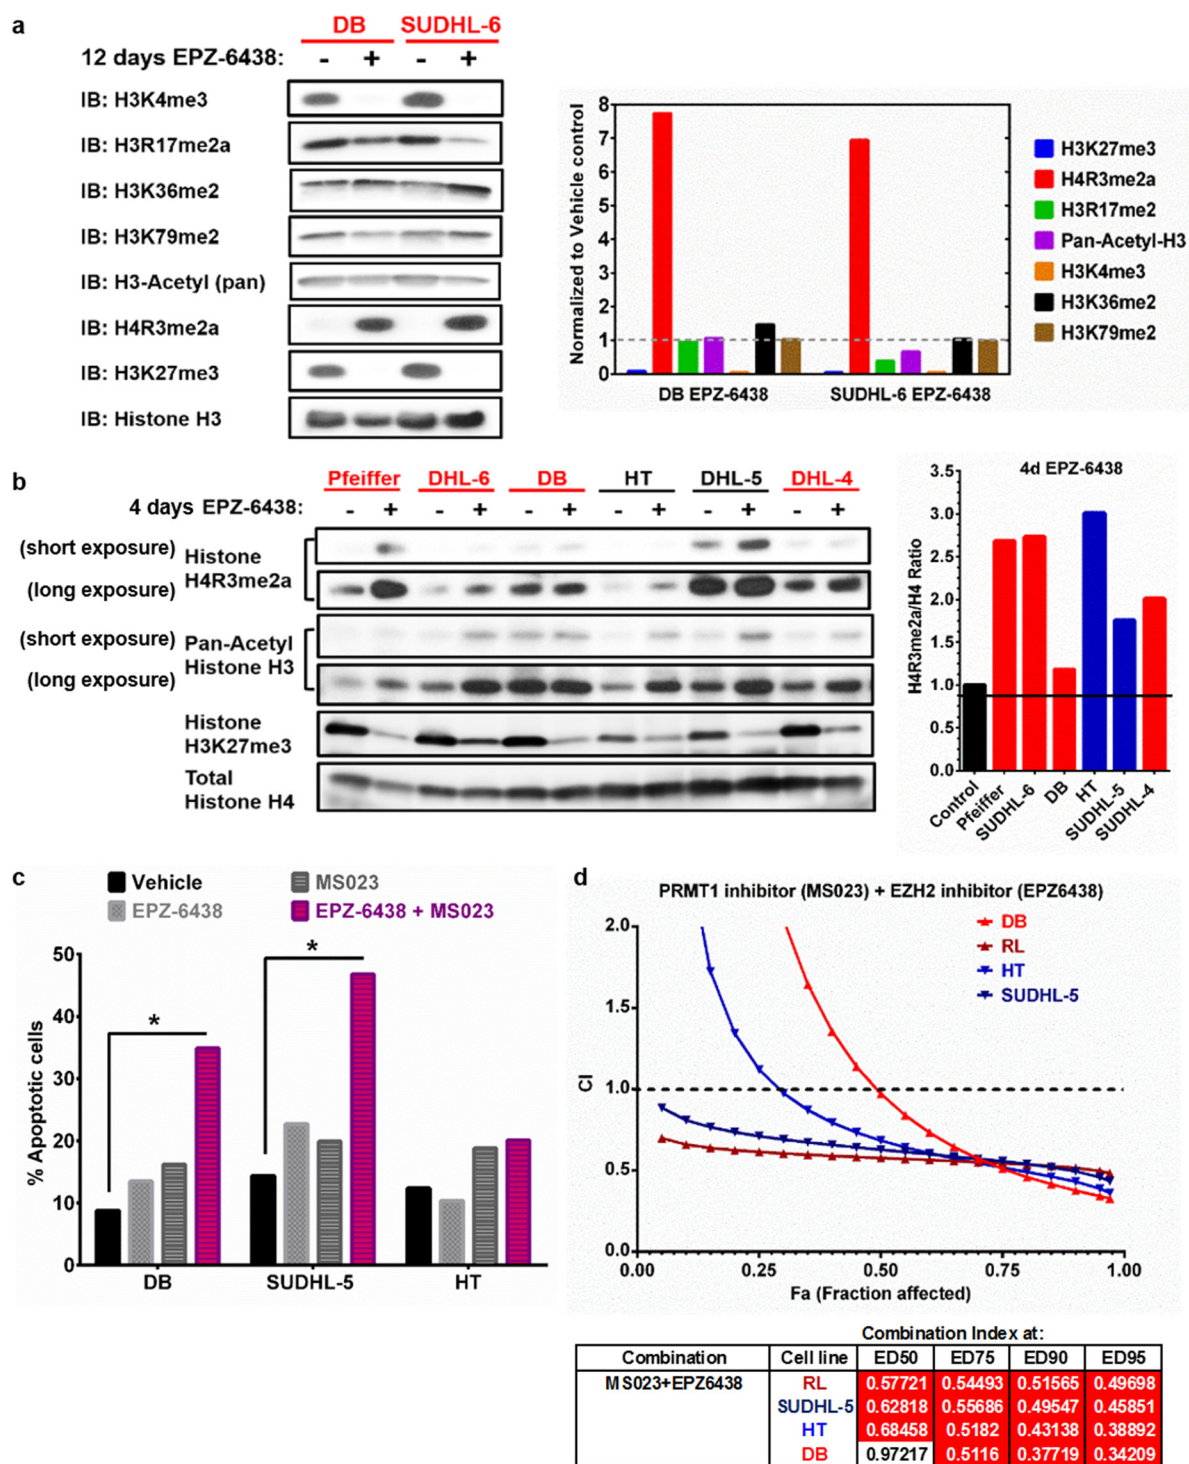 a
DB SUDHL-6
12 days EPZ-6438: - + - +
IB: H3K4me3
IB: H3R17me2a
IB: H3K36me2
IB: H3K79me2
IB: H3-Acetyl (pan)
IB: H4R3me2a
IB: H3K27me3
IB: Histone H3
Normalized to Vehicle control
8
7
6
5
4
3
2
1
0
DB EPZ-6438 SUDHL-6 EPZ-6438
H3K27me3
H4R3me2a
H3R17me2
Pan-Acetyl-H3
H3K4me3
H3K36me2
H3K79me2
b
Pfeiffer DHL-6 DB HT DHL-5 DHL-4
4 days EPZ-6438: - + - + - + - + - + - +
(short exposure)
Histone
H4R3me2a
(long exposure)
(short exposure)
Pan-Acetyl
Histone H3
(long exposure)
Histone
H3K27me3
Total
Histone H4
4d EPZ-6438
H4R3me2a/H4 Ratio
3.5
3.0
2.5
2.0
1.5
1.0
0.5
0.0
Control Pfeiffer SUDHL-6 DB HT SUDHL-5 SUDHL-4
c
Vehicle MS023
EPZ-6438 EPZ-6438 + MS023
% Apoptotic cells
50
40
30
20
10
0
* *
DB SUDHL-5 HT
d
PRMT1 inhibitor (MS023) + EZH2 inhibitor (EPZ6438)
DB
RL
HT
SUDHL-5
CI
2.0
1.5
1.0
0.5
0.0
0.00 0.25 0.50 0.75 1.00
Fa (Fraction affected)
Combination Index at:
Combination Cell line ED50 ED75 ED90 ED95
MS023+EPZ6438 RL 0.57721 0.54493 0.51565 0.49698
SUDHL-5 0.62818 0.55686 0.49547 0.45851
HT 0.68458 0.5182 0.43138 0.38892
DB 0.97217 0.5116 0.37719 0.34209